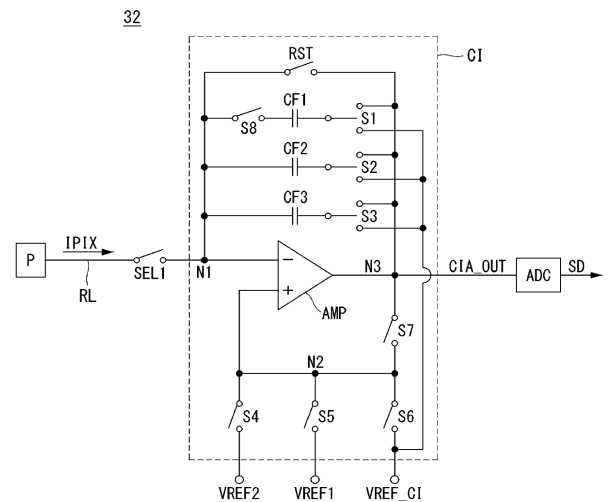 32
CI
RST
CF1
S8
S1
CF2
S2
CF3
S3
P
IPIX
RL
SEL1
N1
−
+
AMP
N3
CIA_OUT
ADC
SD
S7
N2
S4
S5
S6
VREF2
VREF1
VREF_CI